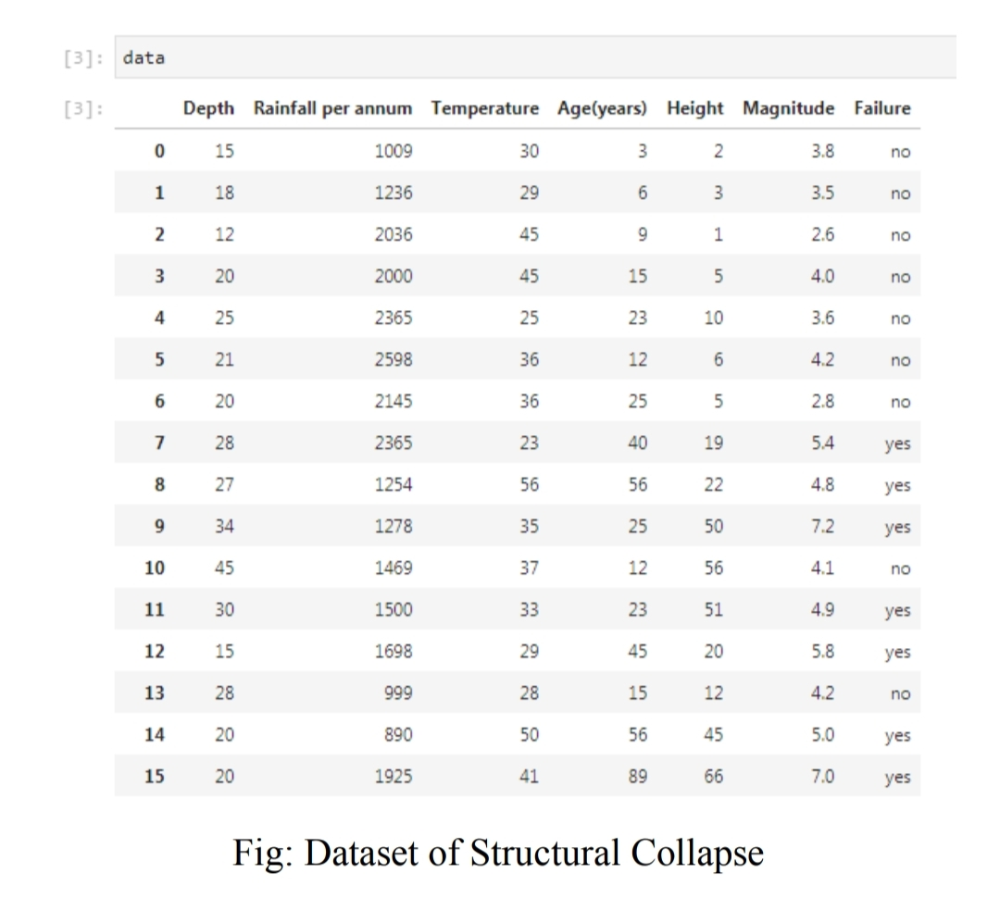 [3]: data
[3]: Depth Rainfall per annum Temperature Age(years) Height Magnitude Failure
0 15 1009 30 3 2 3.8 no
1 18 1236 29 6 3 3.5 no
2 12 2036 45 9 1 2.6 no
3 20 2000 45 15 5 4.0 no
4 25 2365 25 23 10 3.6 no
5 21 2598 36 12 6 4.2 no
6 20 2145 36 25 5 2.8 no
7 28 2365 23 40 19 5.4 yes
8 27 1254 56 56 22 4.8 yes
9 34 1278 35 25 50 7.2 yes
10 45 1469 37 12 56 4.1 no
11 30 1500 33 23 51 4.9 yes
12 15 1698 29 45 20 5.8 yes
13 28 999 28 15 12 4.2 no
14 20 890 50 56 45 5.0 yes
15 20 1925 41 89 66 7.0 yes
Fig: Dataset of Structural Collapse